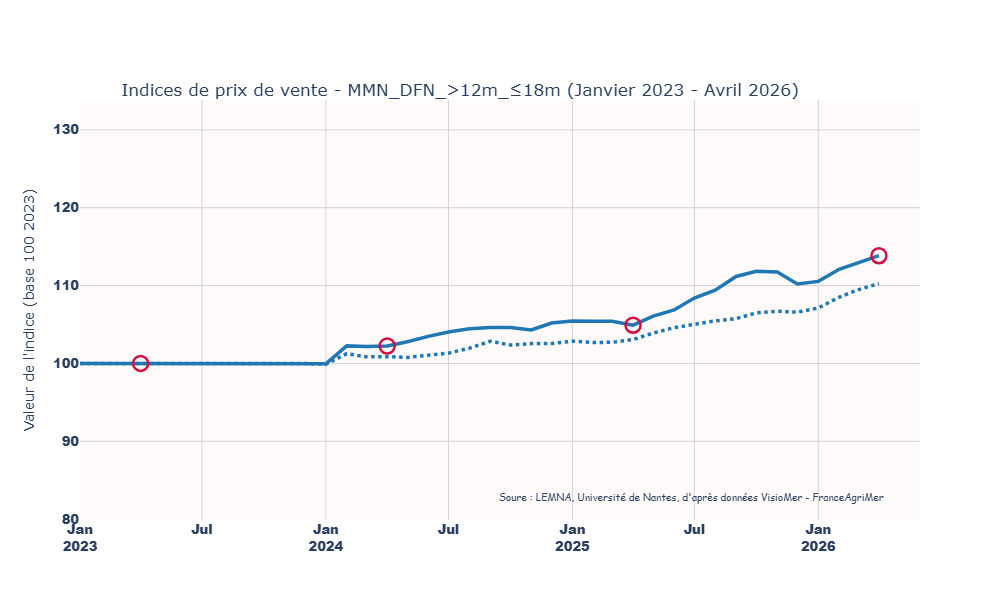 Indices de prix de vente - MMN_DFN_>12m_≤18m (Janvier 2023 - Avril 2026)
Valeur de l'indice (base 100 2023)
130
120
110
100
90
80
Soure : LEMNA, Université de Nantes, d'après données VisioMer - FranceAgriMer
Jan
2023
Jul
Jan
2024
Jul
Jan
2025
Jul
Jan
2026